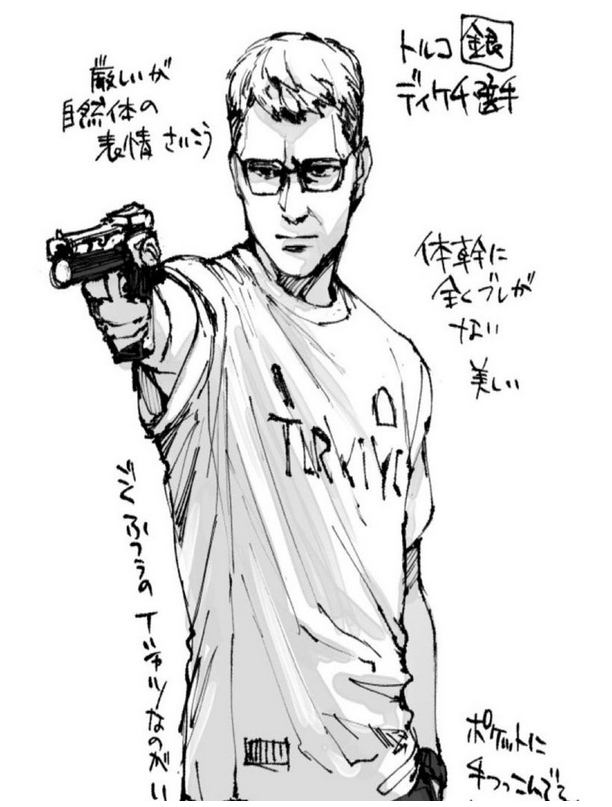 トルコ 銀
ディケチ選手
厳しいが
自然体の
表情 さいこう
体幹に
全くブレが
ない
美しい
TURKIYE
ごくふつうの Tシャツなのがい
ポケットに
手つっこんでて